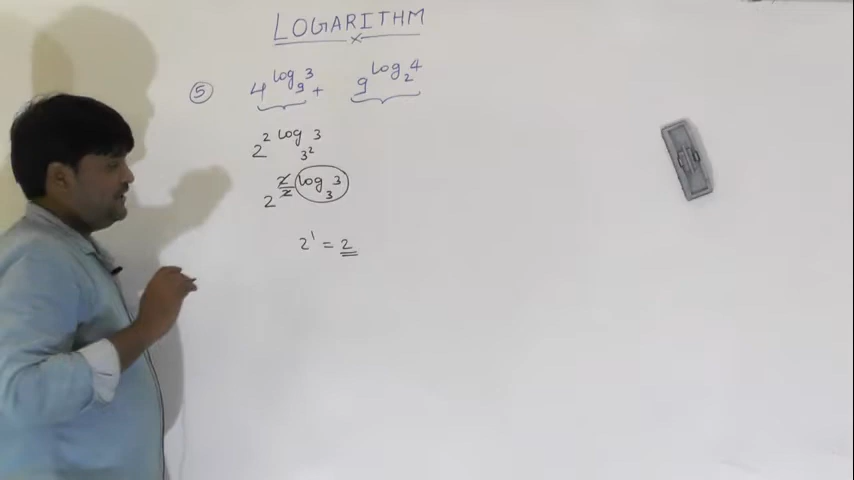 LOGARITHM
⑤ 4^{log_9 3} + 9^{log_2 4}
2^{2 log_{3^2} 3}
2^{2/2 log_3 3}
2^1 = 2